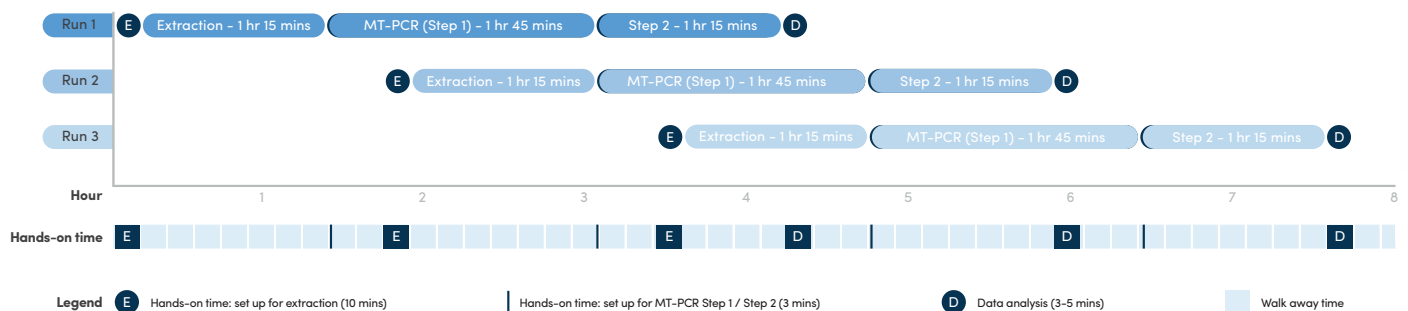 Run 1 E Extraction - 1 hr 15 mins MT-PCR (Step 1) - 1 hr 45 mins Step 2 - 1 hr 15 mins D
Run 2 E Extraction - 1 hr 15 mins MT-PCR (Step 1) - 1 hr 45 mins Step 2 - 1 hr 15 mins D
Run 3 E Extraction - 1 hr 15 mins MT-PCR (Step 1) - 1 hr 45 mins Step 2 - 1 hr 15 mins D
Hour 1 2 3 4 5 6 7 8
Hands-on time E E E D D D
Legend E Hands-on time: set up for extraction (10 mins) Hands-on time: set up for MT-PCR Step 1 / Step 2 (3 mins) D Data analysis (3-5 mins) Walk away time